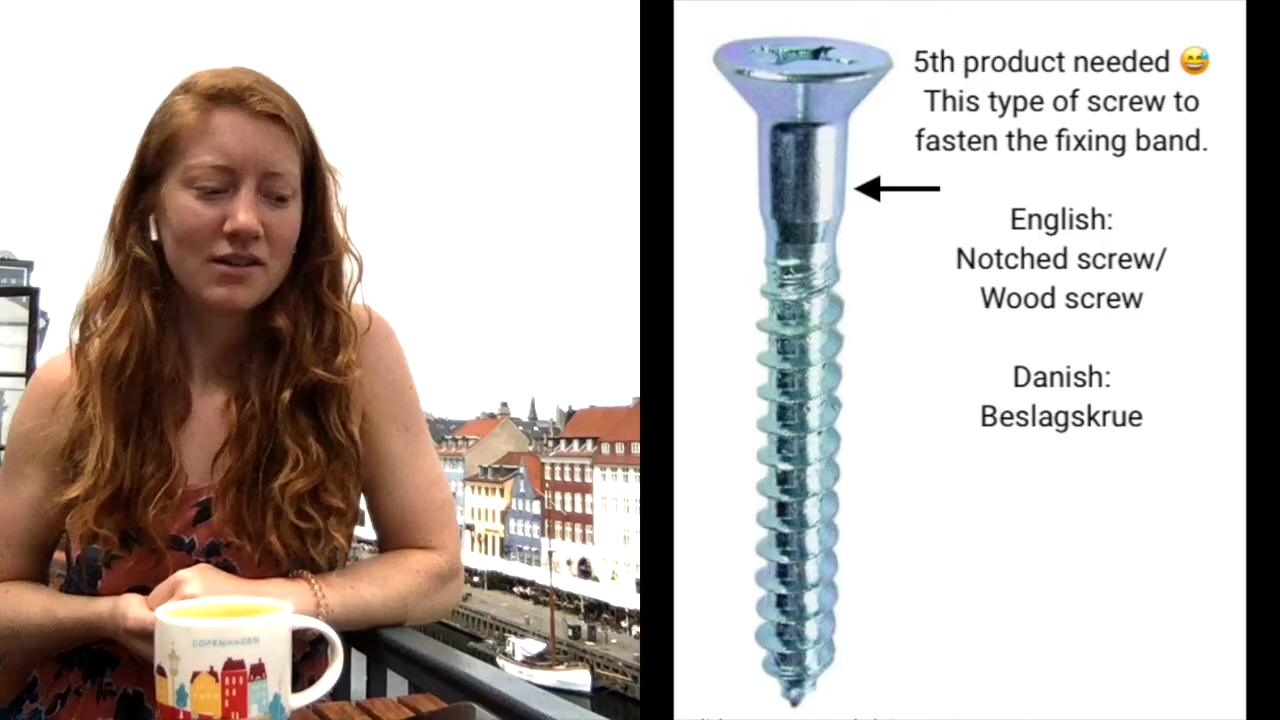 5th product needed 😅
This type of screw to
fasten the fixing band.
English:
Notched screw/
Wood screw
Danish:
Beslagskrue
COPENHAGEN